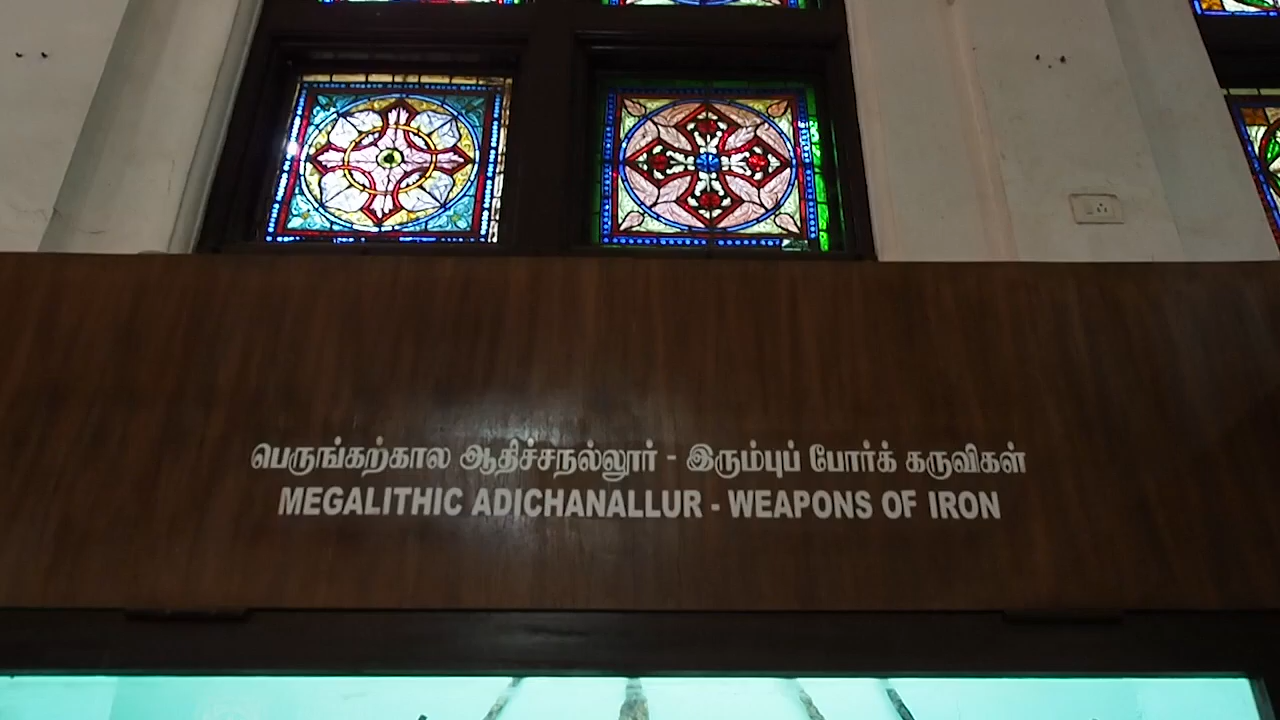 பெருங்கற்கால ஆதிச்சநல்லூர் - இரும்புப் போர்க் கருவிகள்
MEGALITHIC ADICHANALLUR - WEAPONS OF IRON